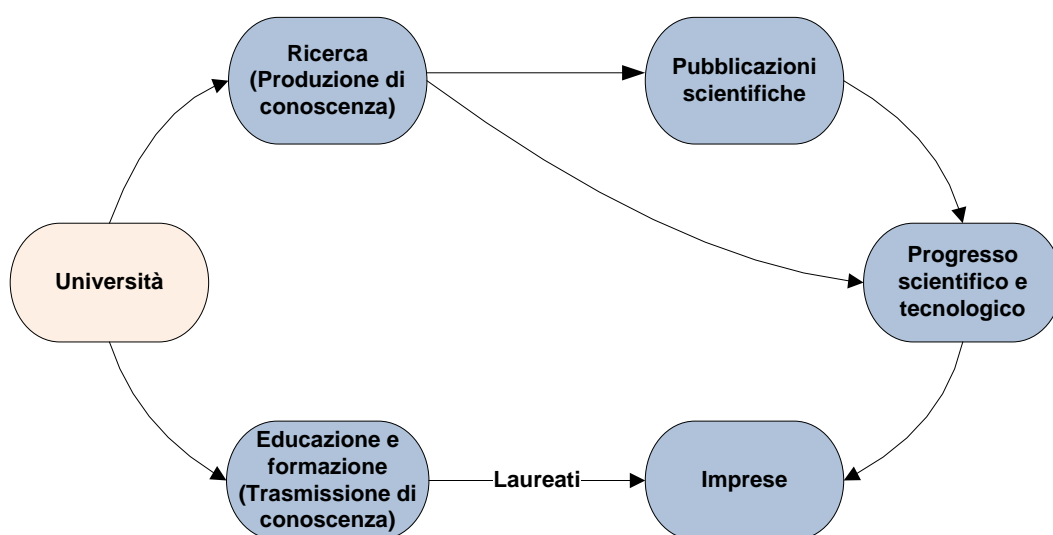 Ricerca
(Produzione di
conoscenza)
Pubblicazioni
scientifiche
Università
Progresso
scientifico e
tecnologico
Educazione e
formazione
(Trasmissione di
conoscenza)
Laureati
Imprese